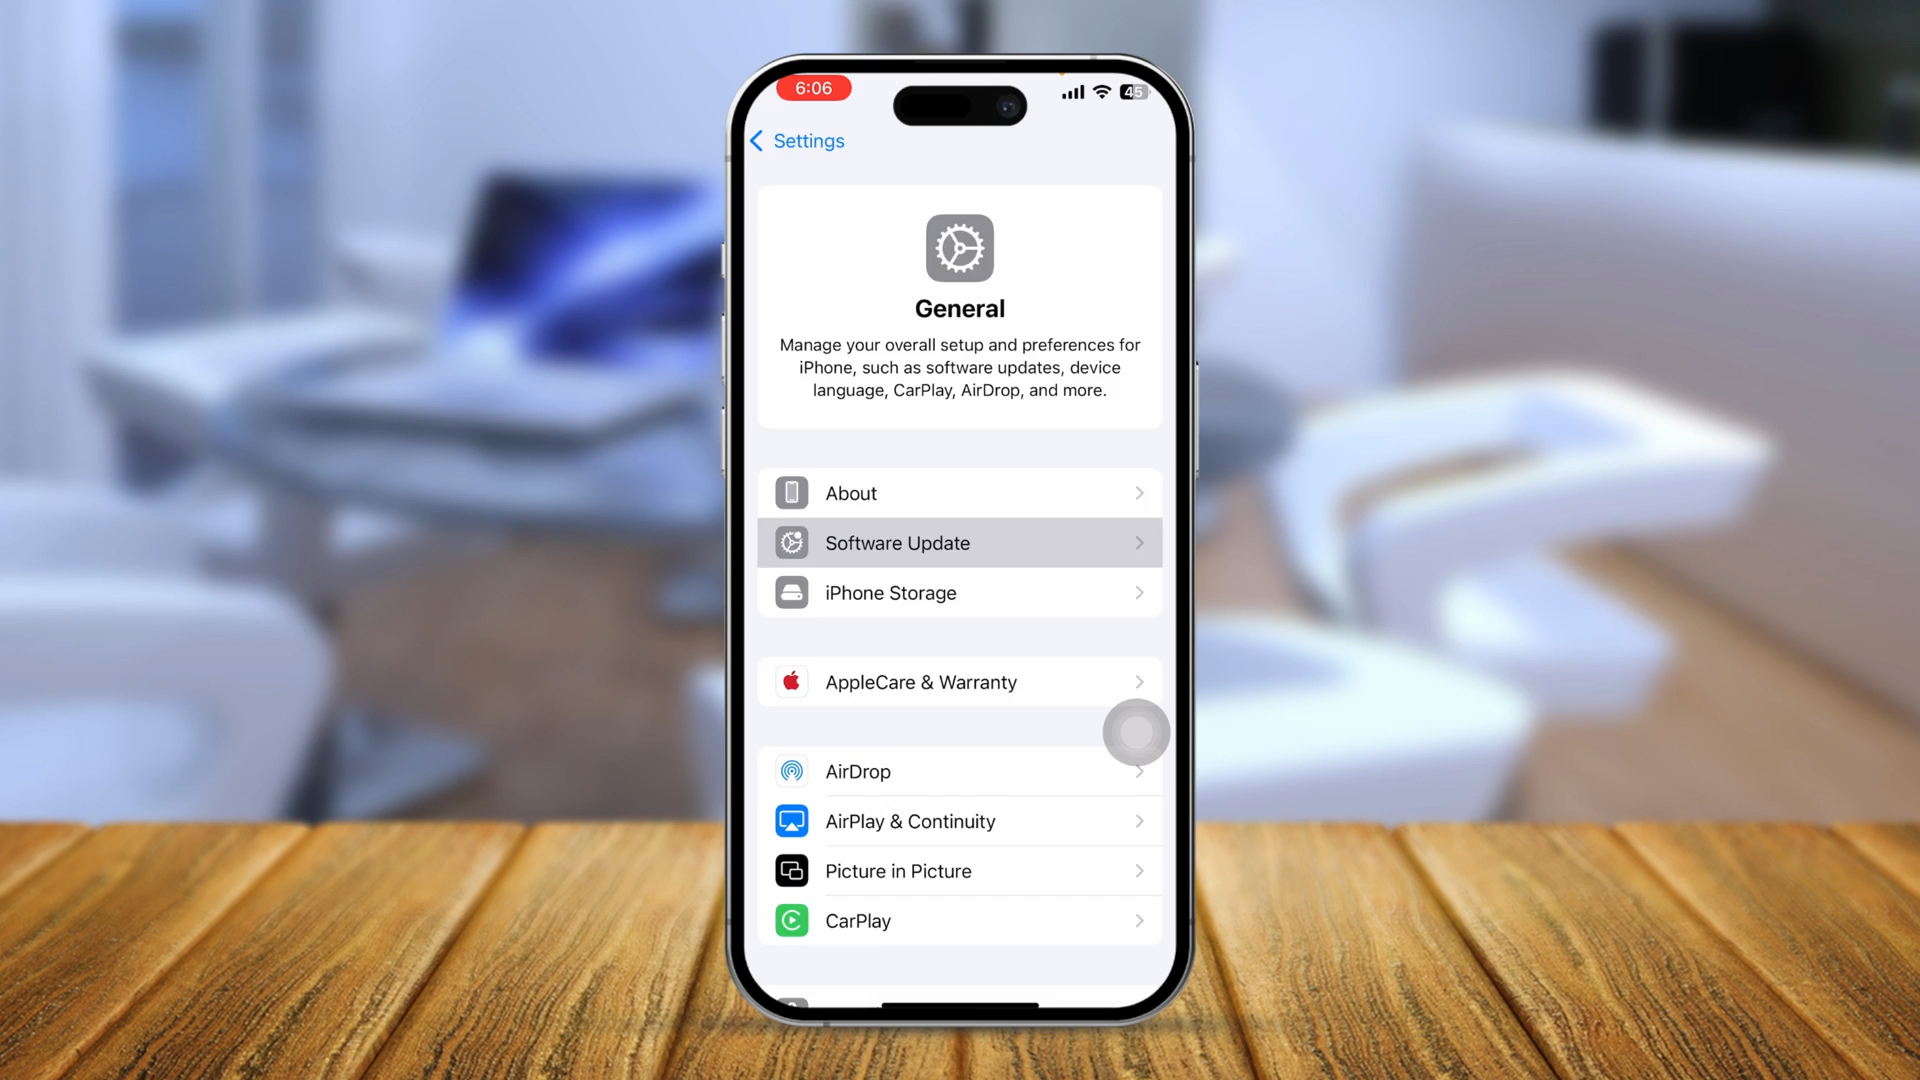 6:06
45
Settings
General
Manage your overall setup and preferences for
iPhone, such as software updates, device
language, CarPlay, AirDrop, and more.
About
Software Update
iPhone Storage
AppleCare & Warranty
AirDrop
AirPlay & Continuity
Picture in Picture
CarPlay